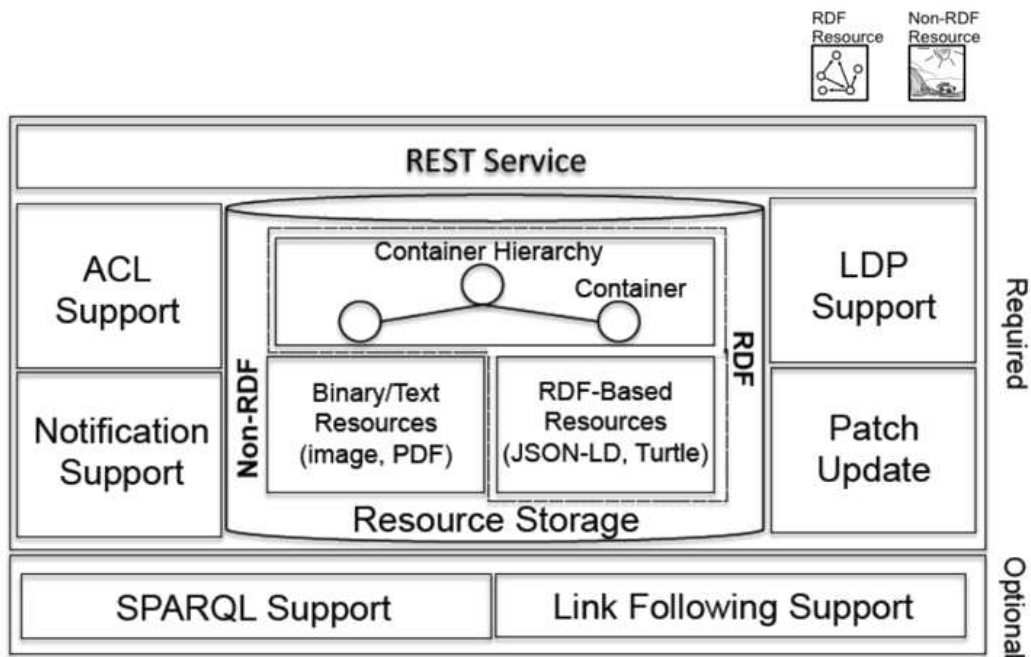 RDF
Resource
Non-RDF
Resource
REST Service
ACL
Support
Notification
Support
Non-RDF
Container Hierarchy
Container
Binary/Text
Resources
(image, PDF)
RDF-Based
Resources
(JSON-LD, Turtle)
RDF
Resource Storage
LDP
Support
Patch
Update
Required
SPARQL Support
Link Following Support
Optional